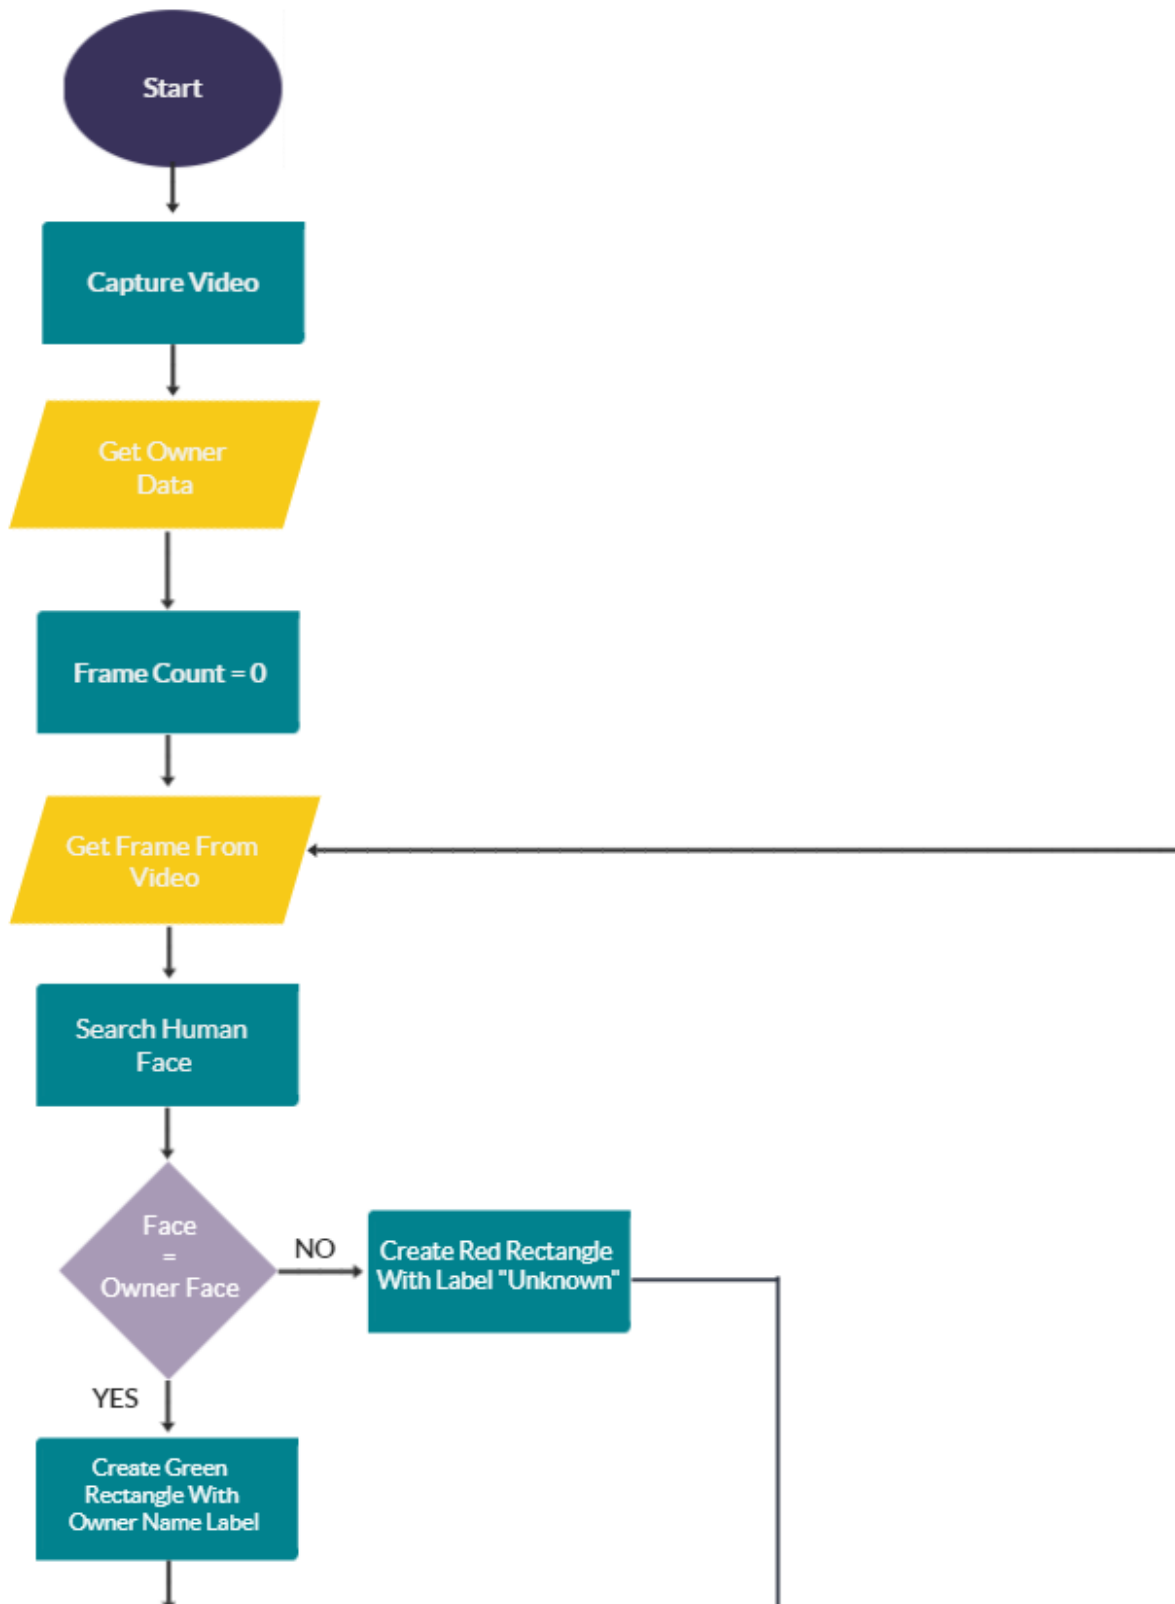 Start
Capture Video
Get Owner
Data
Frame Count = 0
Get Frame From
Video
Search Human
Face
Face
=
Owner Face
NO
Create Red Rectangle
With Label "Unknown"
YES
Create Green
Rectangle With
Owner Name Label